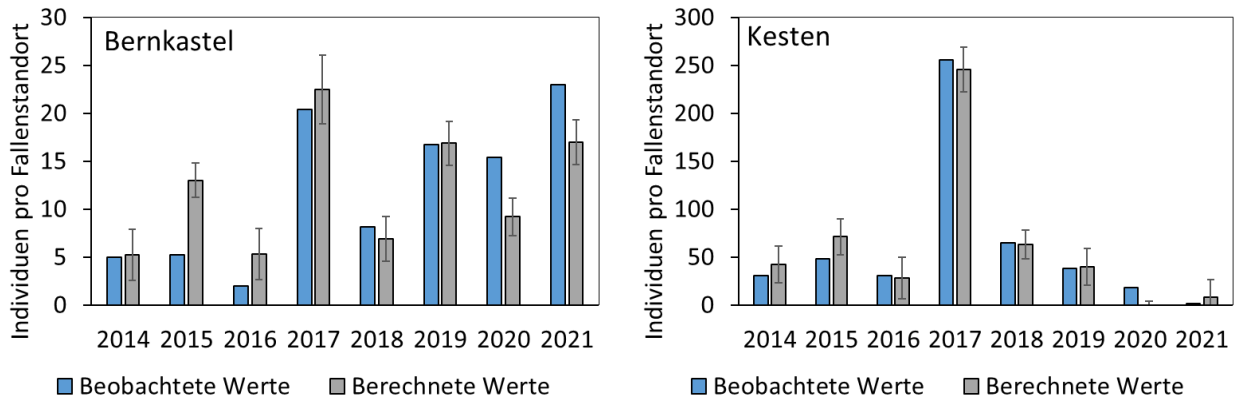 Bernkastel
Individuen pro Fallenstandort
30
25
20
15
10
5
0
2014 2015 2016 2017 2018 2019 2020 2021
Beobachtete Werte Berechnete Werte
Kesten
Individuen pro Fallenstandort
300
250
200
150
100
50
0
2014 2015 2016 2017 2018 2019 2020 2021
Beobachtete Werte Berechnete Werte